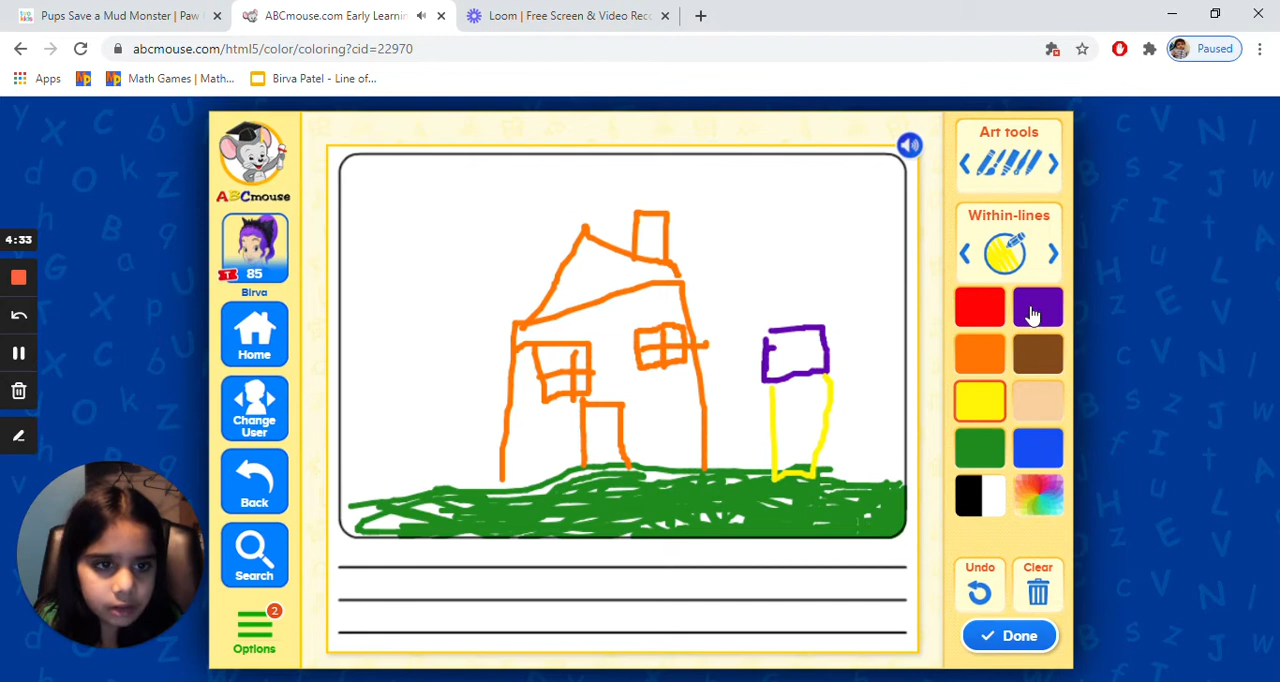 Pups Save a Mud Monster | Paw
ABCmouse.com Early Learnin
Loom | Free Screen & Video Rec
abcmouse.com/html5/color/coloring?cid=22970
Paused
Apps
Math Games | Math...
Birva Patel - Line of...
4:33
ABCmouse
T 85
Birva
Home
Change
User
Back
Search
2
Options
Art tools
Within-lines
Undo
Clear
Done